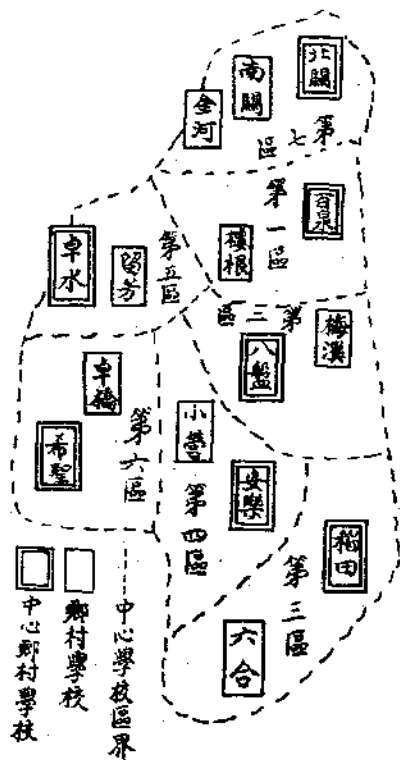 北關
南關
金河
第七區
百泉
樓根
第一區
梅溪
八盤
第二區
卓水
留芳
第五區
卓橋
希聖
第六區
小營
安樂
第四區
稻田
六合
第三區
中心學校區界
鄉村學校
中心鄉村學校